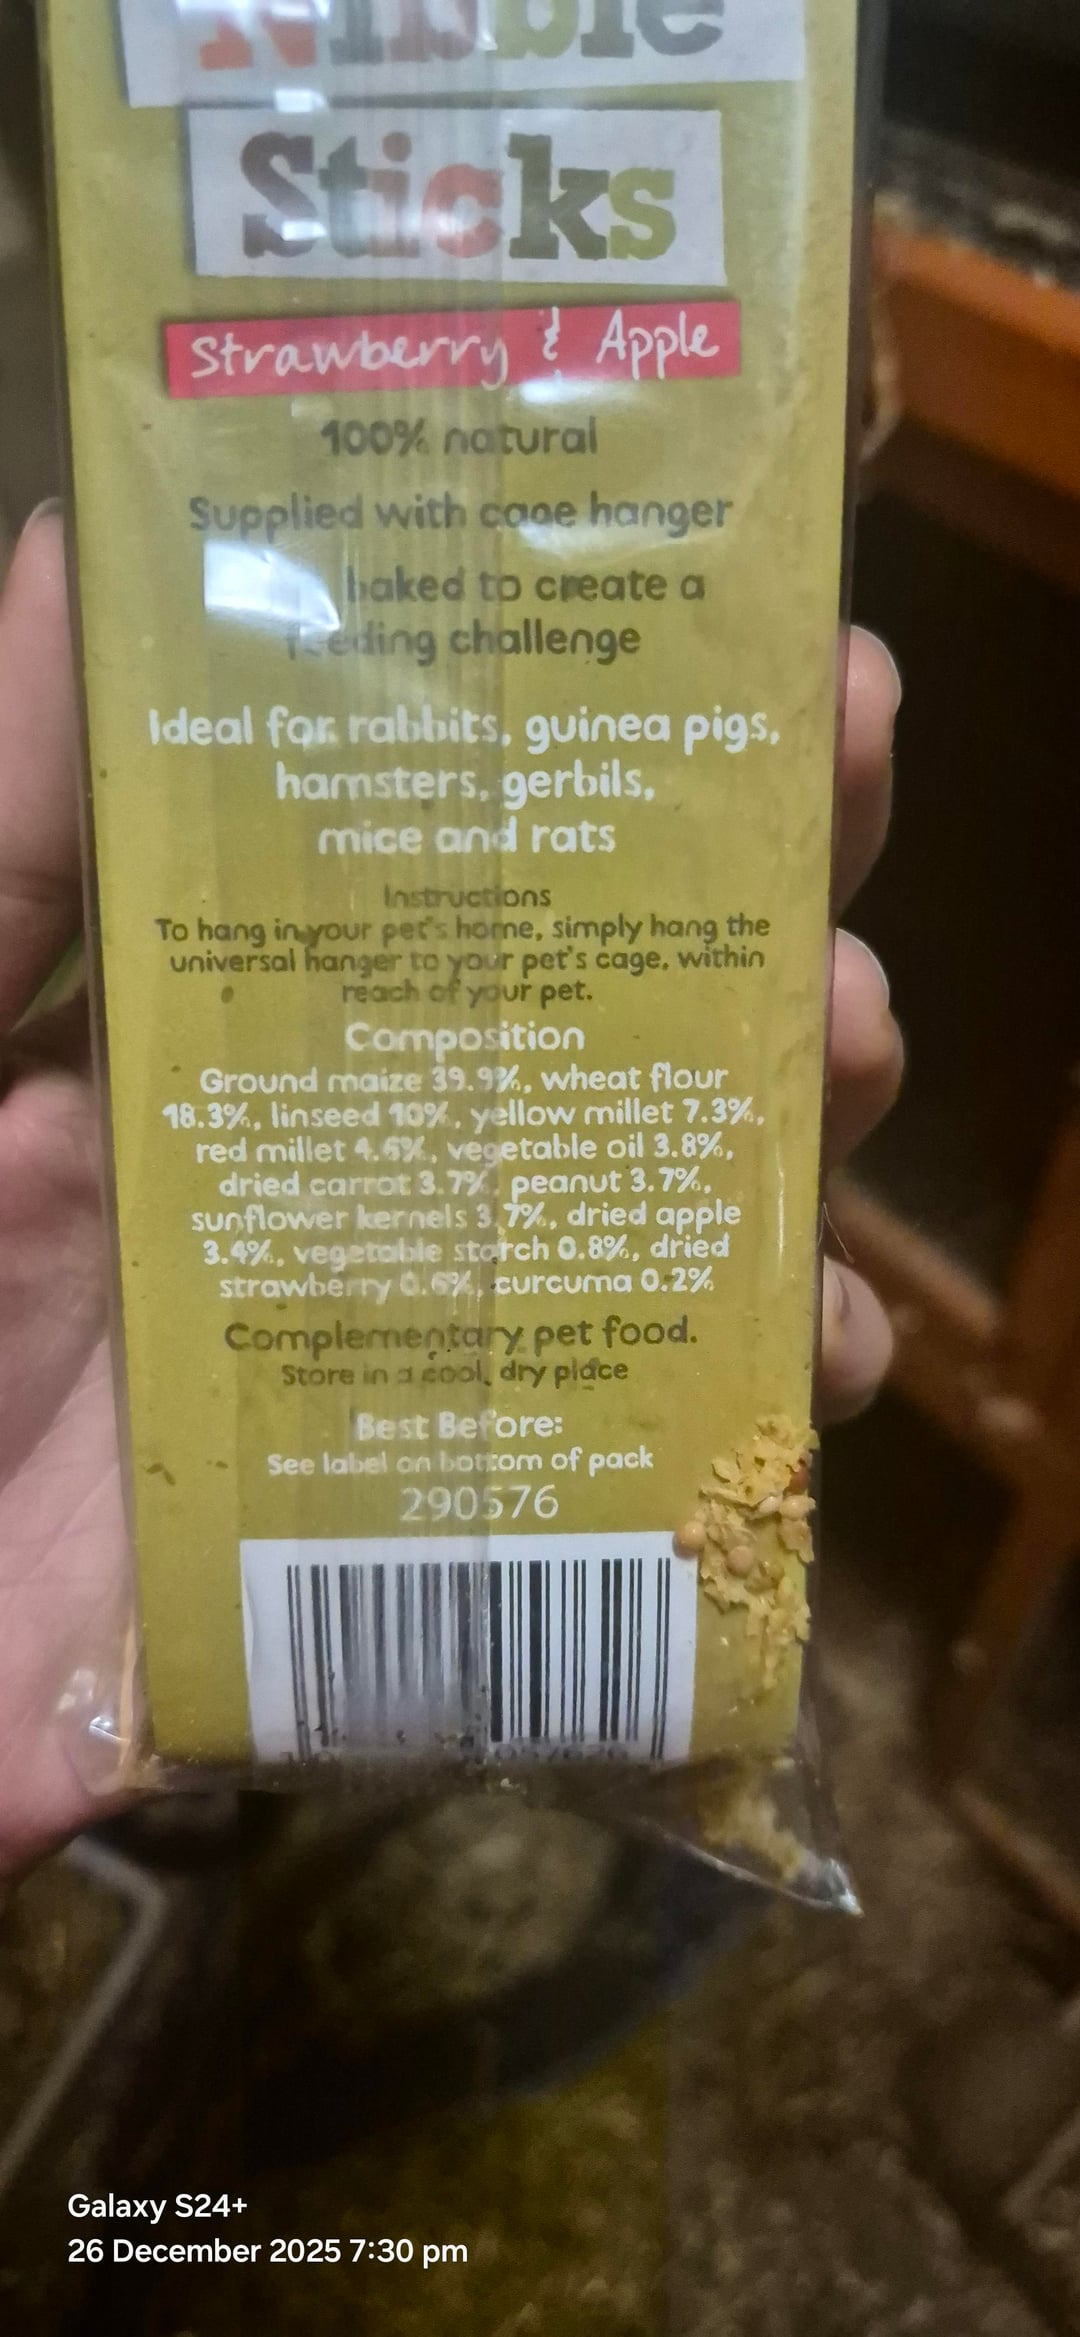 Nibble
Sticks
Strawberry & Apple
100% natural
Supplied with cage hanger
baked to create a
feeding challenge
Ideal for rabbits, guinea pigs,
hamsters, gerbils,
mice and rats
Instructions
To hang in your pet's home, simply hang the
universal hanger to your pet's cage, within
reach of your pet.
Composition
Ground maize 39.9%, wheat flour
18.3%, linseed 10%, yellow millet 7.3%,
red millet 4.6%, vegetable oil 3.8%,
dried carrot 3.7%, peanut 3.7%,
sunflower kernels 3.7%, dried apple
3.4%, vegetable starch 0.8%, dried
strawberry 0.6%, curcuma 0.2%
Complementary pet food.
Store in a cool, dry place
Best Before:
See label on bottom of pack
290576
Galaxy S24+
26 December 2025 7:30 pm